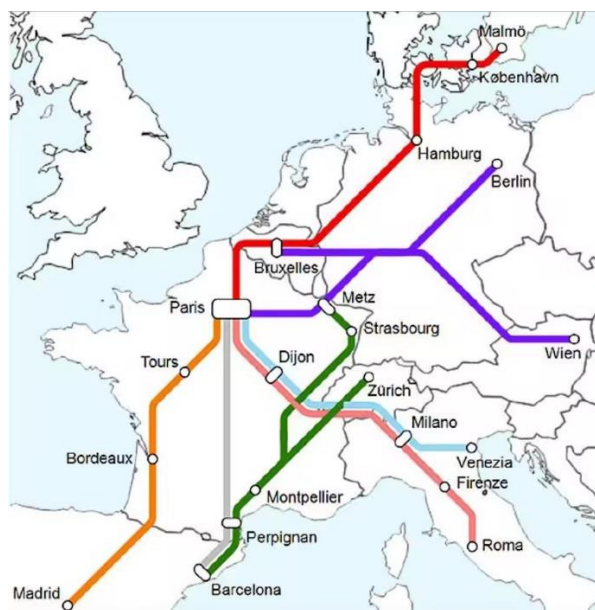 Malmö
København
Hamburg
Berlin
Bruxelles
Paris
Metz
Strasbourg
Wien
Tours
Dijon
Zürich
Milano
Bordeaux
Venezia
Firenze
Montpellier
Perpignan
Roma
Barcelona
Madrid